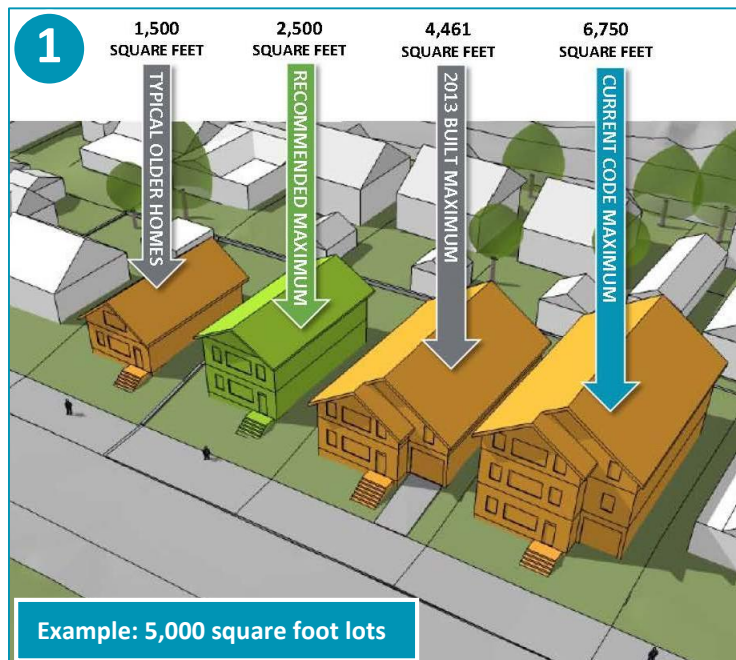 1
1,500
SQUARE FEET
2,500
SQUARE FEET
4,461
SQUARE FEET
6,750
SQUARE FEET
TYPICAL OLDER HOMES
RECOMMENDED MAXIMUM
2013 BUILT MAXIMUM
CURRENT CODE MAXIMUM
Example: 5,000 square foot lots